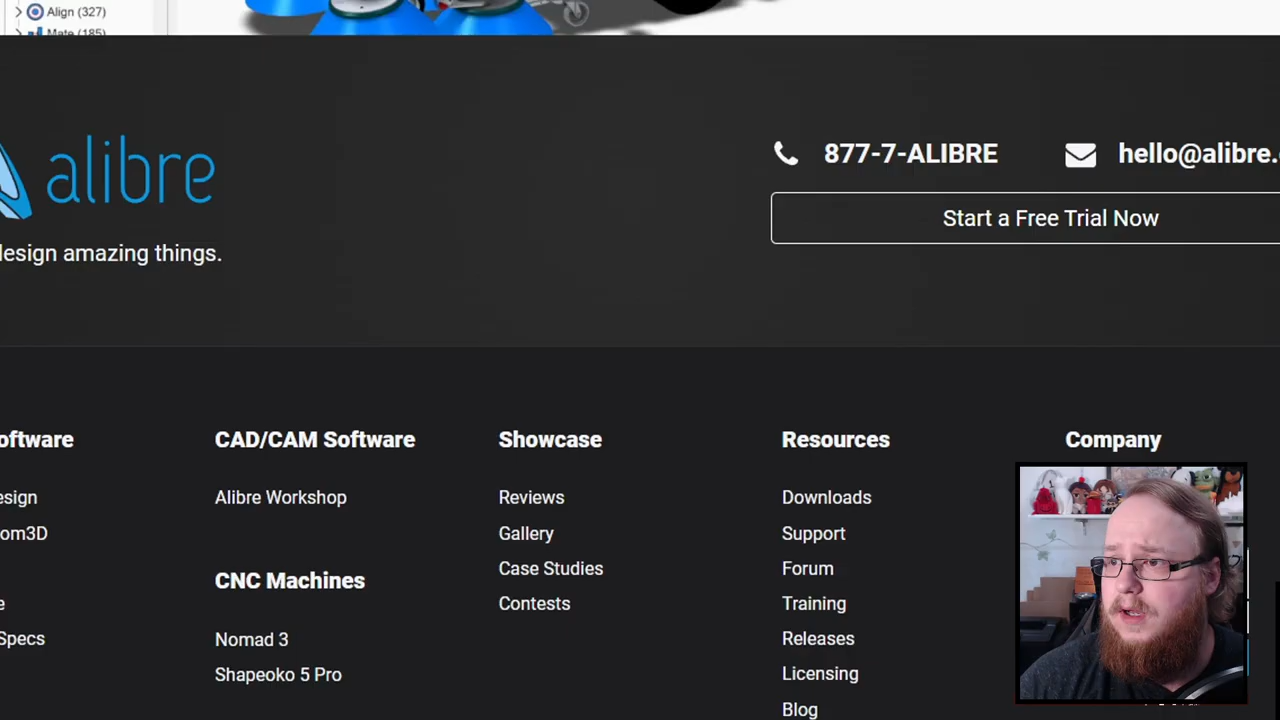 Align (327)
Mate (185)
alibre
877-7-ALIBRE
hello@alibre.
design amazing things.
Start a Free Trial Now
oftware
CAD/CAM Software
Showcase
Resources
Company
esign
Alibre Workshop
Reviews
Downloads
om3D
Gallery
Support
Case Studies
Forum
CNC Machines
e
Contests
Training
Specs
Nomad 3
Releases
Shapeoko 5 Pro
Licensing
Blog